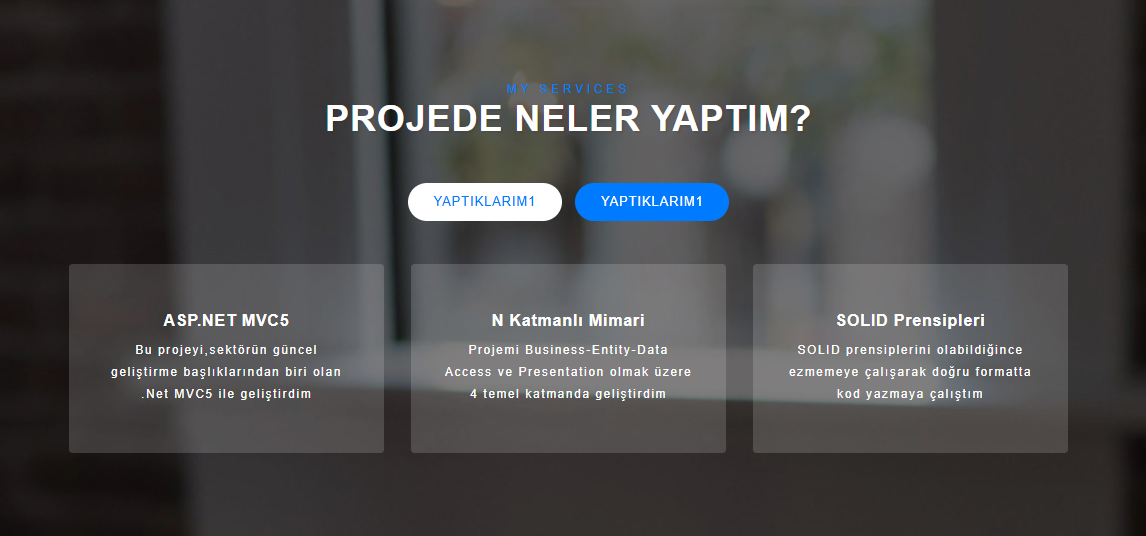 MY SERVICES
PROJEDE NELER YAPTIM?
YAPTIKLARIM1
YAPTIKLARIM1
ASP.NET MVC5
Bu projeyi,sektörün güncel
geliştirme başlıklarından biri olan
.Net MVC5 ile geliştirdim
N Katmanlı Mimari
Projemi Business-Entity-Data
Access ve Presentation olmak üzere
4 temel katmanda geliştirdim
SOLID Prensipleri
SOLID prensiplerini olabildiğince
ezmemeye çalışarak doğru formatta
kod yazmaya çalıştım